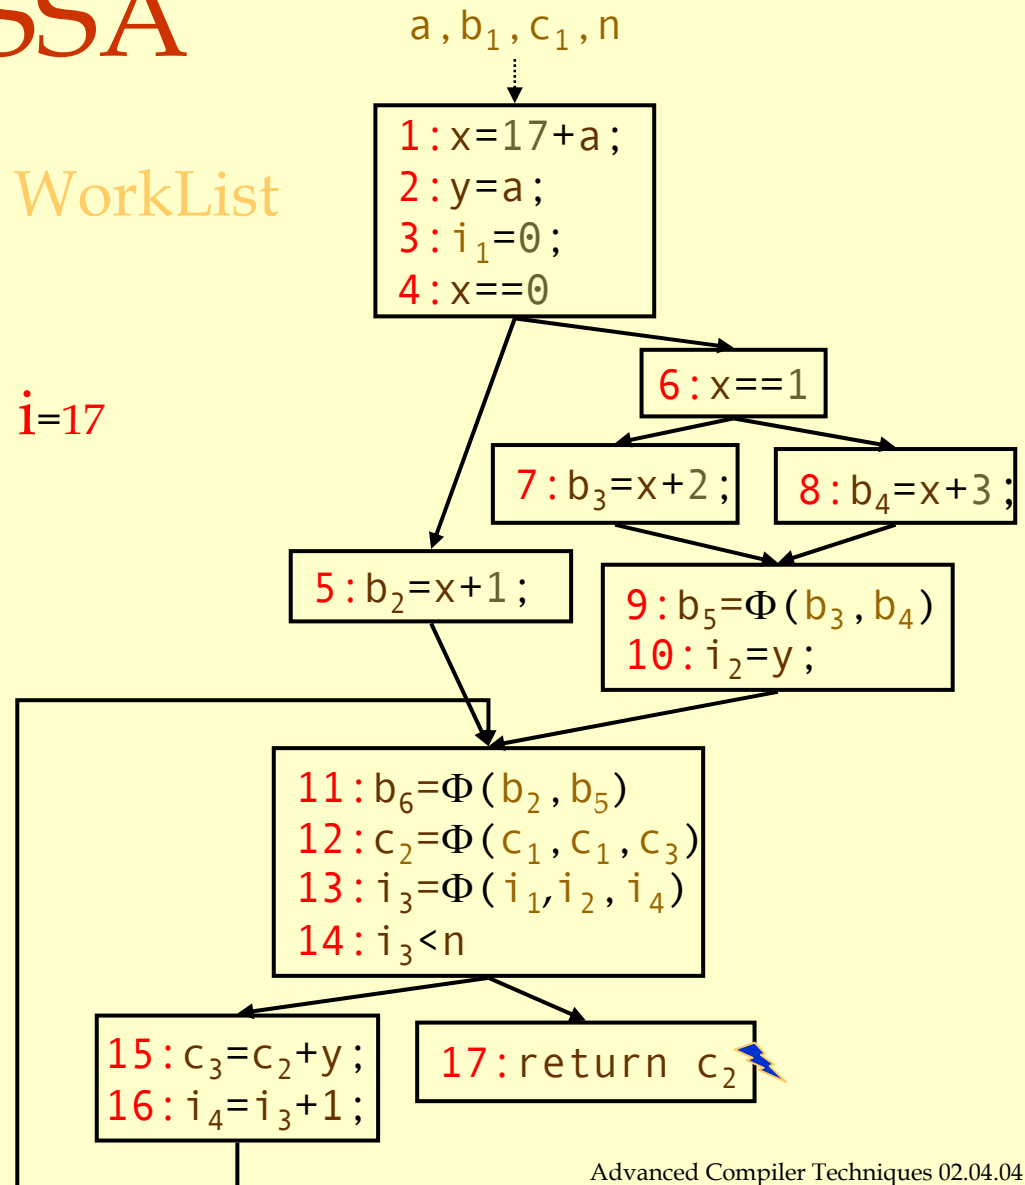 SSA
a,b₁,c₁,n
WorkList
i=17
1:x=17+a;
2:y=a;
3:i₁=0;
4:x==0
6:x==1
7:b₃=x+2;
8:b₄=x+3;
5:b₂=x+1;
9:b₅=Φ(b₃,b₄)
10:i₂=y;
11:b₆=Φ(b₂,b₅)
12:c₂=Φ(c₁,c₁,c₃)
13:i₃=Φ(i₁,i₂,i₄)
14:i₃<n
15:c₃=c₂+y;
16:i₄=i₃+1;
17:return c₂
Advanced Compiler Techniques 02.04.04